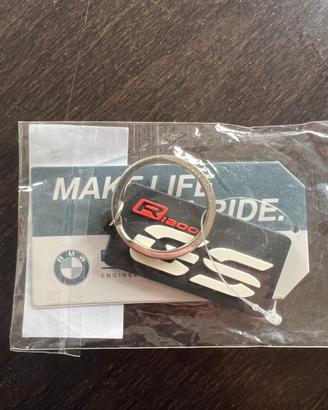 MAKE LIFE RIDE.
R1200
GS
BMW
ENGINE